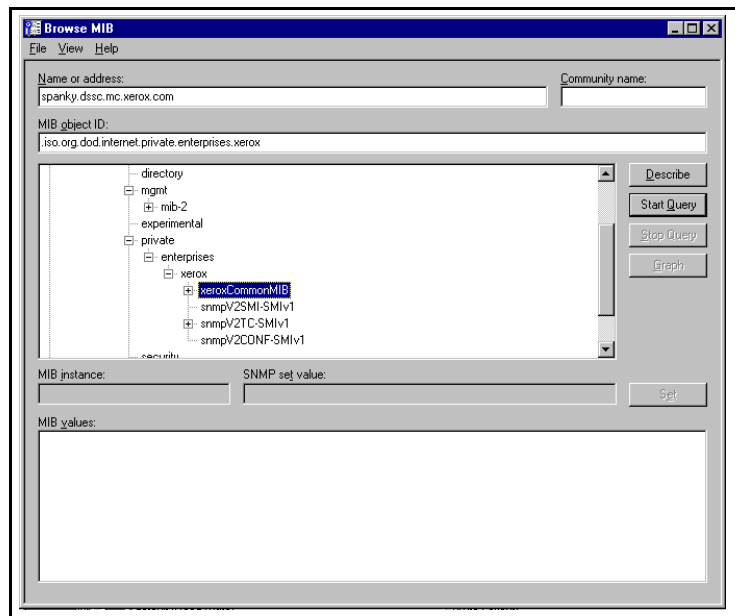 Browse MIB
File View Help
Name or address: Community name:
spanky.dssc.mc.xerox.com
MIB object ID:
.iso.org.dod.internet.private.enterprises.xerox
directory
Describe
mgmt
mib-2
Start Query
experimental
private
Stop Query
enterprises
xerox
Graph
xeroxCommonMIB
snmpV2SMI-SMIv1
snmpV2TC-SMIv1
snmpV2CONF-SMIv1
security
MIB instance: SNMP set value:
Set
MIB values: